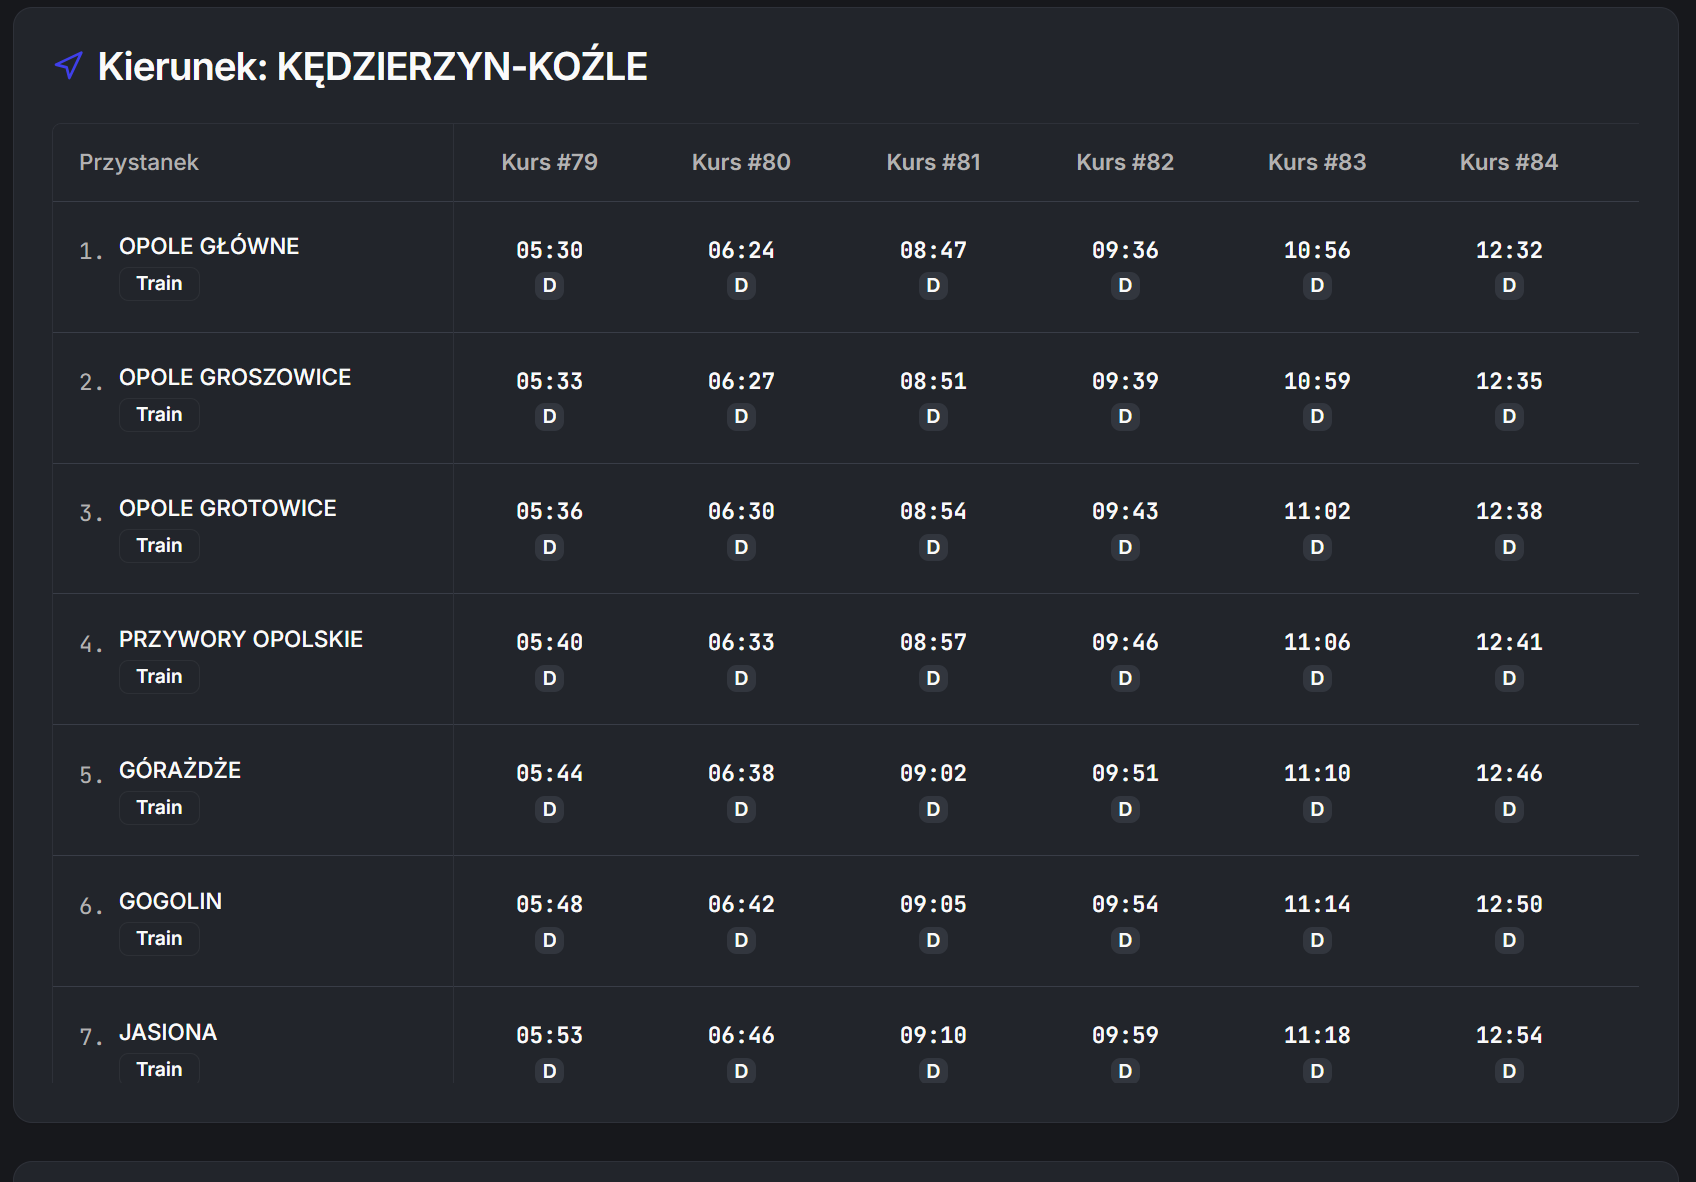 Kierunek: KĘDZIERZYN-KOŹLE
Przystanek Kurs #79 Kurs #80 Kurs #81 Kurs #82 Kurs #83 Kurs #84
1. OPOLE GŁÓWNE 05:30 06:24 08:47 09:36 10:56 12:32
Train D D D D D D
2. OPOLE GROSZOWICE 05:33 06:27 08:51 09:39 10:59 12:35
Train D D D D D D
3. OPOLE GROTOWICE 05:36 06:30 08:54 09:43 11:02 12:38
Train D D D D D D
4. PRZYWORY OPOLSKIE 05:40 06:33 08:57 09:46 11:06 12:41
Train D D D D D D
5. GÓRAŻDŻE 05:44 06:38 09:02 09:51 11:10 12:46
Train D D D D D D
6. GOGOLIN 05:48 06:42 09:05 09:54 11:14 12:50
Train D D D D D D
7. JASIONA 05:53 06:46 09:10 09:59 11:18 12:54
Train D D D D D D